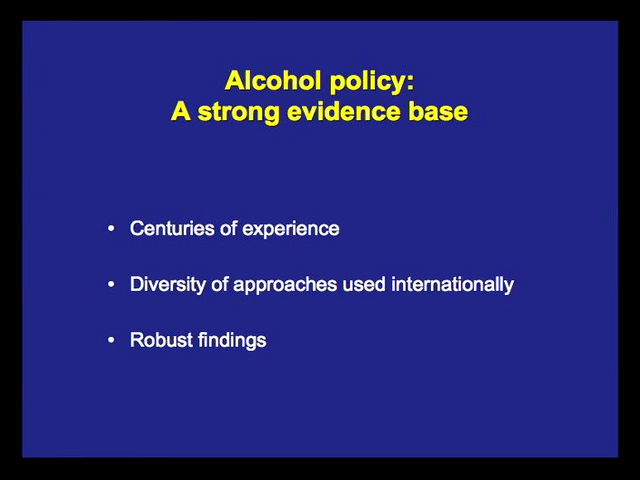 Alcohol policy:
A strong evidence base
• Centuries of experience
• Diversity of approaches used internationally
• Robust findings